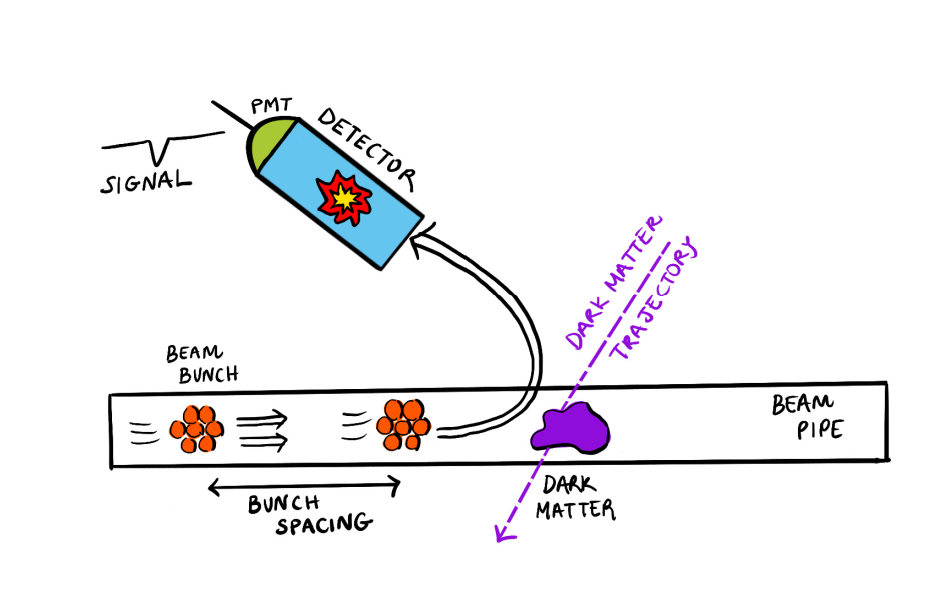 PMT
DETECTOR
SIGNAL
DARK MATTER
TRAJECTORY
BEAM
BUNCH
BEAM
PIPE
BUNCH
SPACING
DARK
MATTER